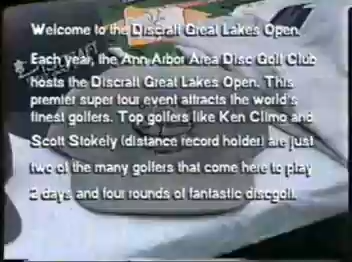 Welcome to the Discraft Great Lakes Open.
Each year, the Ann Arbor Area Disc Golf Club
hosts the Discraft Great Lakes Open. This
premier super tour event attracts the world's
finest golfers. Top golfers like Ken Climo and
Scott Stokely (distance record holder) are just
two of the many golfers that come here to play
2 days and four rounds of fantastic discgolf.
DISCRAFT